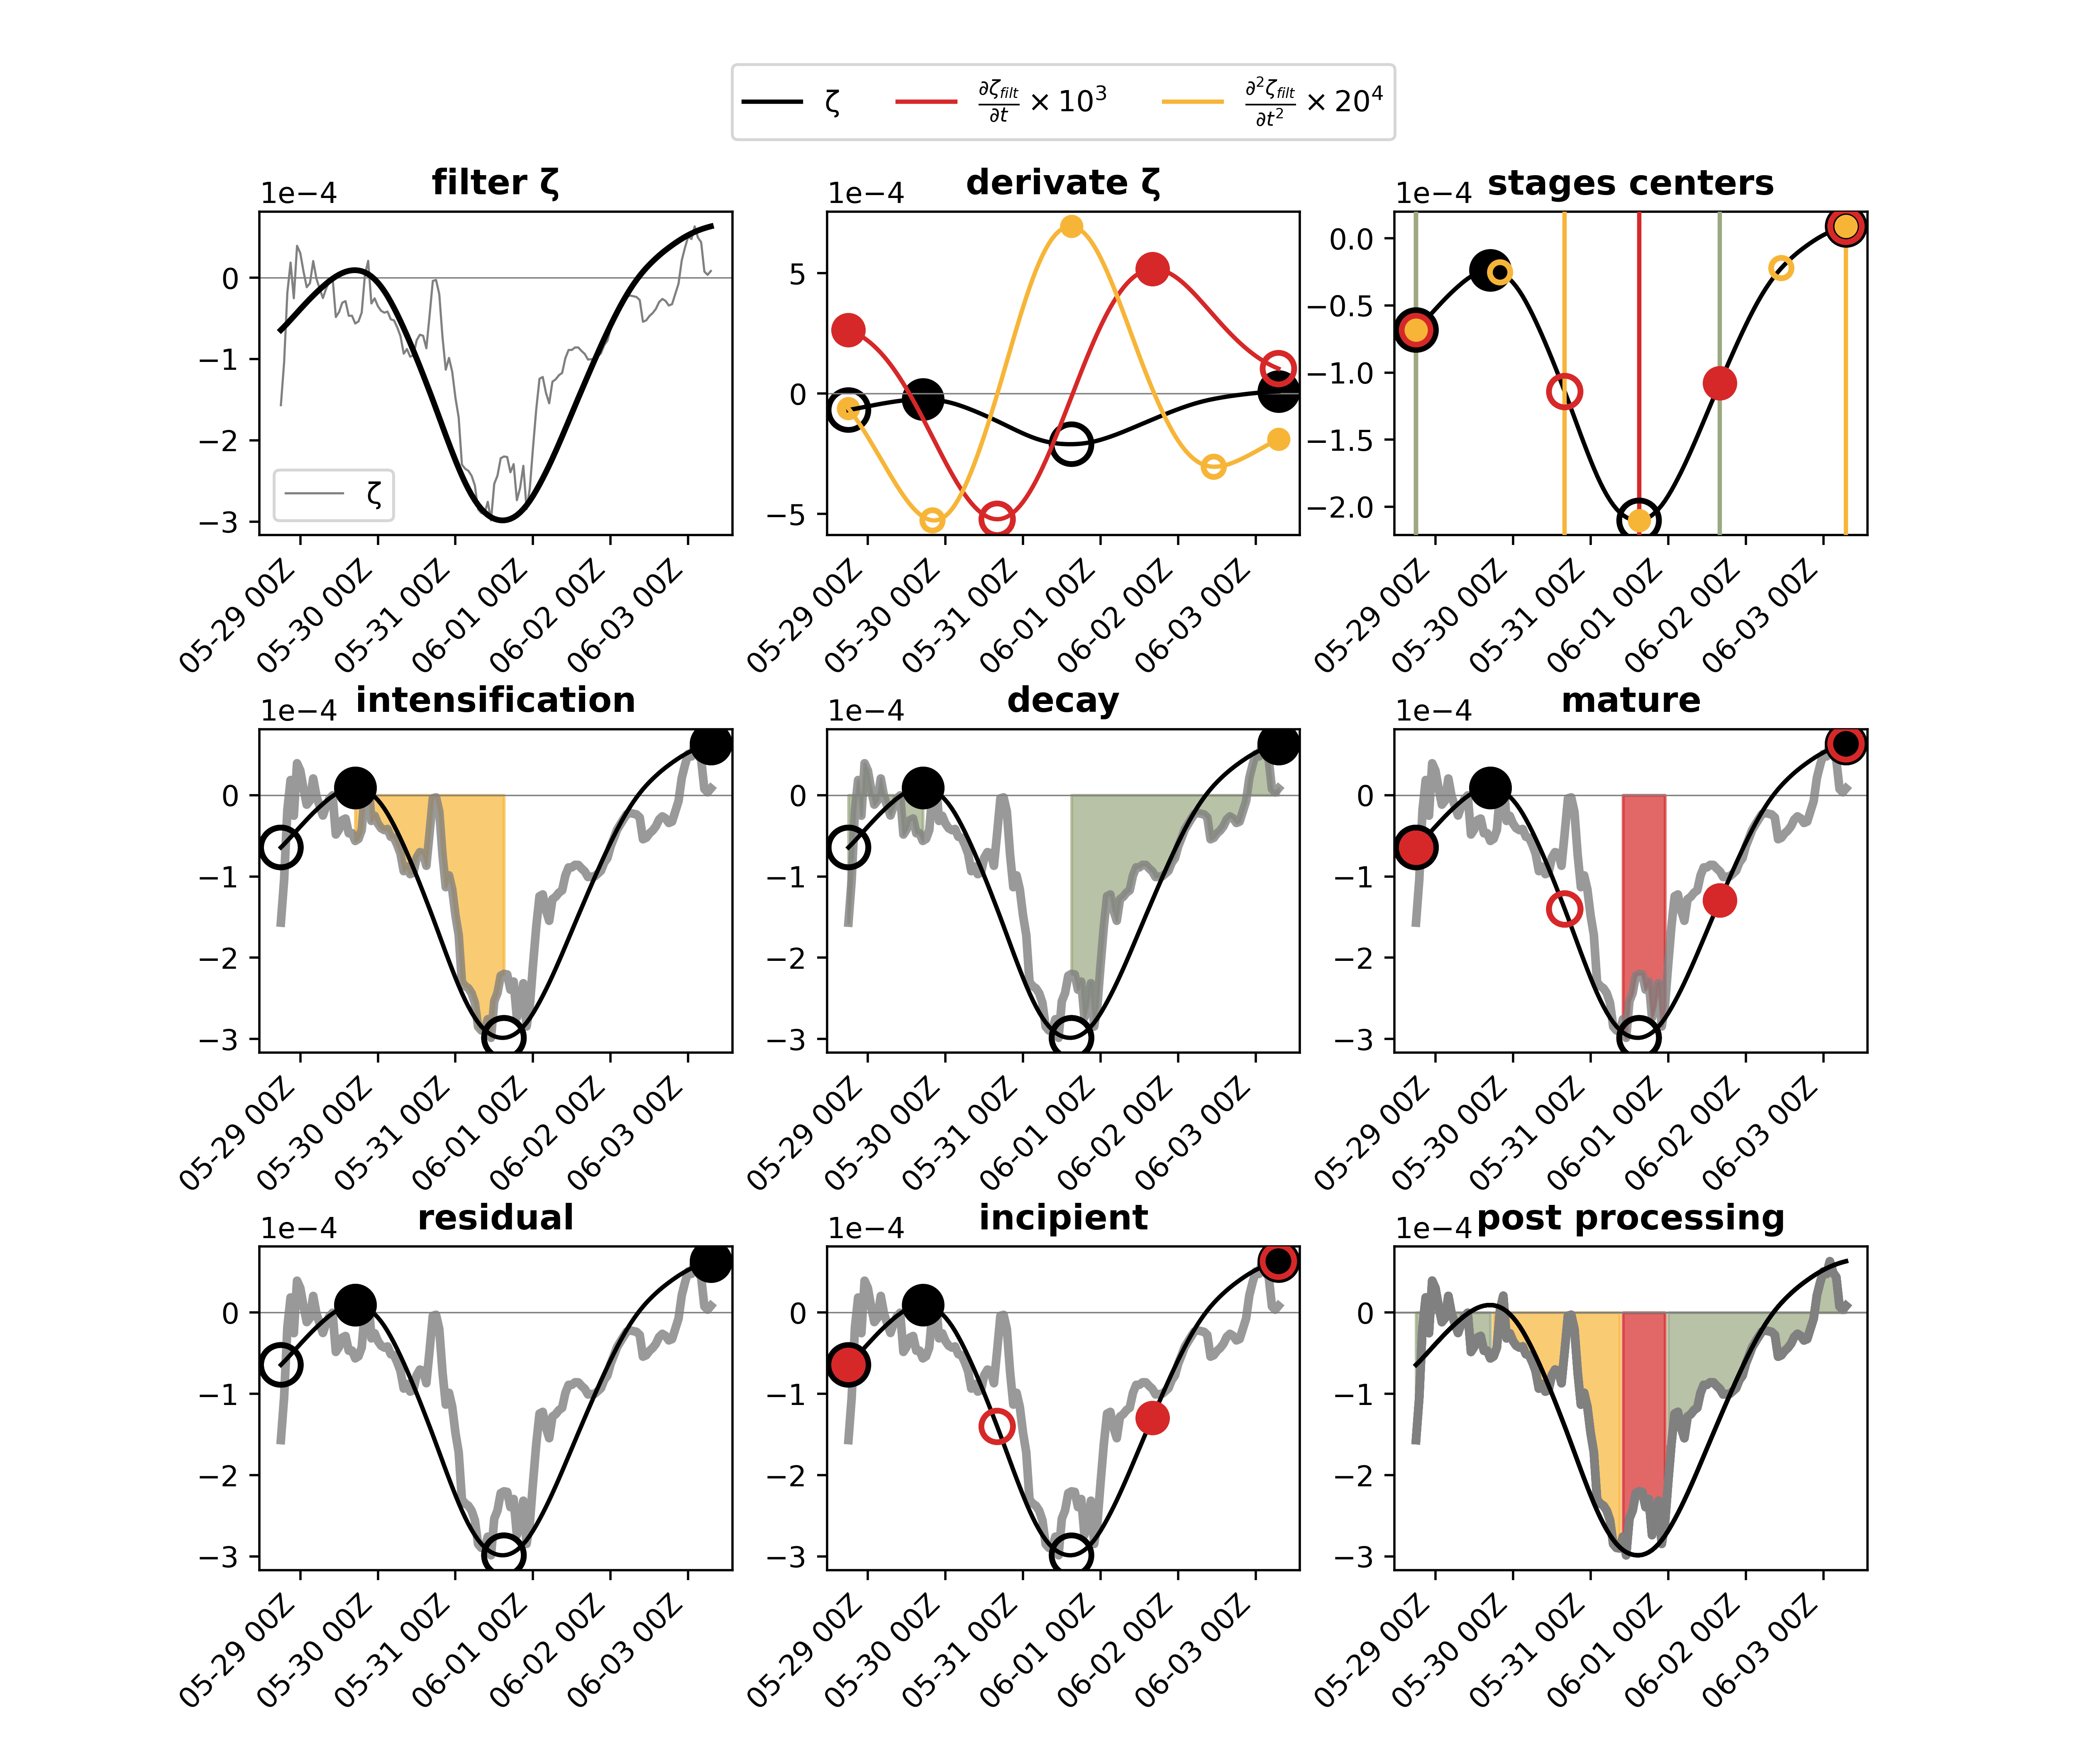 ζ ∂ζfilt/∂t × 10³ ∂²ζfilt/∂t² × 20⁴
filter ζ
1e−4
0
−1
−2
−3
ζ
05-29 00Z
05-30 00Z
05-31 00Z
06-01 00Z
06-02 00Z
06-03 00Z
derivate ζ
1e−4
5
0
−5
05-29 00Z
05-30 00Z
05-31 00Z
06-01 00Z
06-02 00Z
06-03 00Z
stages centers
1e−4
0.0
−0.5
−1.0
−1.5
−2.0
05-29 00Z
05-30 00Z
05-31 00Z
06-01 00Z
06-02 00Z
06-03 00Z
intensification
1e−4
0
−1
−2
−3
05-29 00Z
05-30 00Z
05-31 00Z
06-01 00Z
06-02 00Z
06-03 00Z
decay
1e−4
0
−1
−2
−3
05-29 00Z
05-30 00Z
05-31 00Z
06-01 00Z
06-02 00Z
06-03 00Z
mature
1e−4
0
−1
−2
−3
05-29 00Z
05-30 00Z
05-31 00Z
06-01 00Z
06-02 00Z
06-03 00Z
residual
1e−4
0
−1
−2
−3
05-29 00Z
05-30 00Z
05-31 00Z
06-01 00Z
06-02 00Z
06-03 00Z
incipient
1e−4
0
−1
−2
−3
05-29 00Z
05-30 00Z
05-31 00Z
06-01 00Z
06-02 00Z
06-03 00Z
post processing
1e−4
0
−1
−2
−3
05-29 00Z
05-30 00Z
05-31 00Z
06-01 00Z
06-02 00Z
06-03 00Z